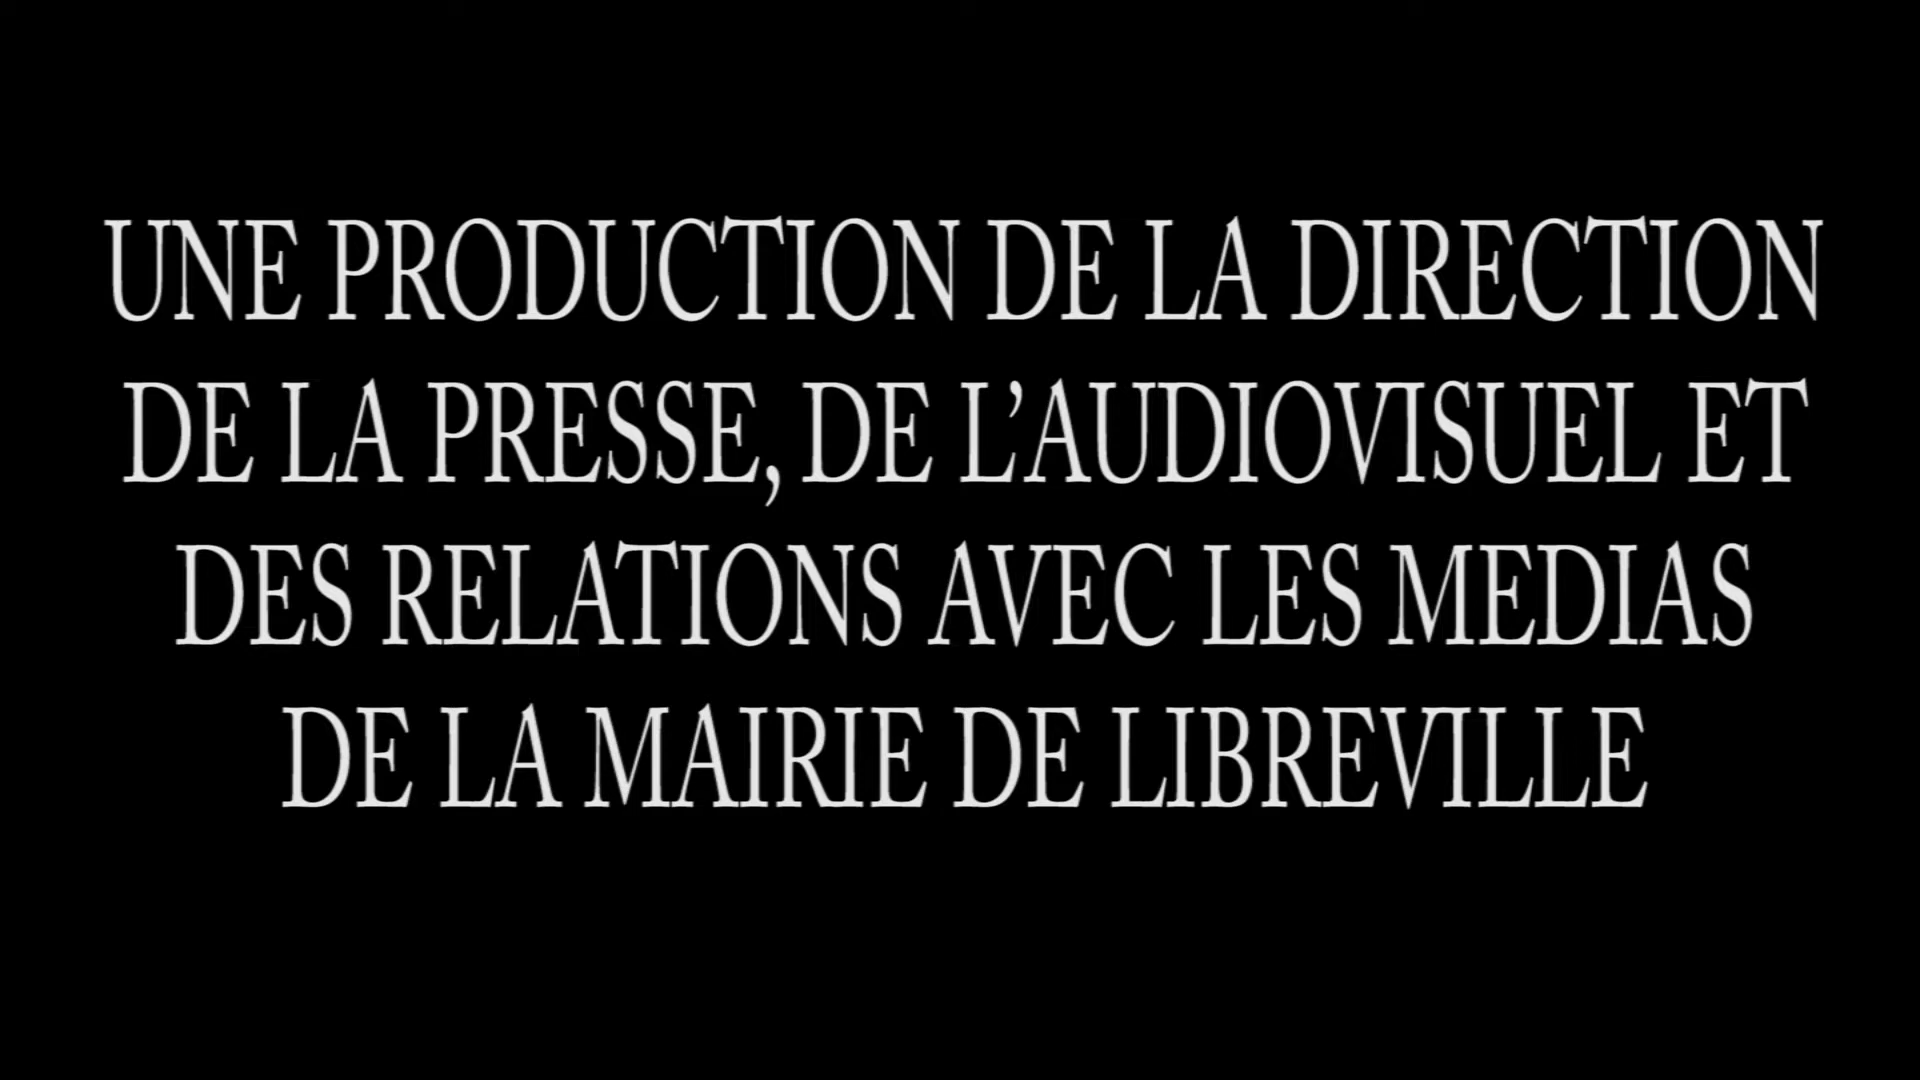 UNE PRODUCTION DE LA DIRECTION
DE LA PRESSE, DE L’AUDIOVISUEL ET
DES RELATIONS AVEC LES MEDIAS
DE LA MAIRIE DE LIBREVILLE